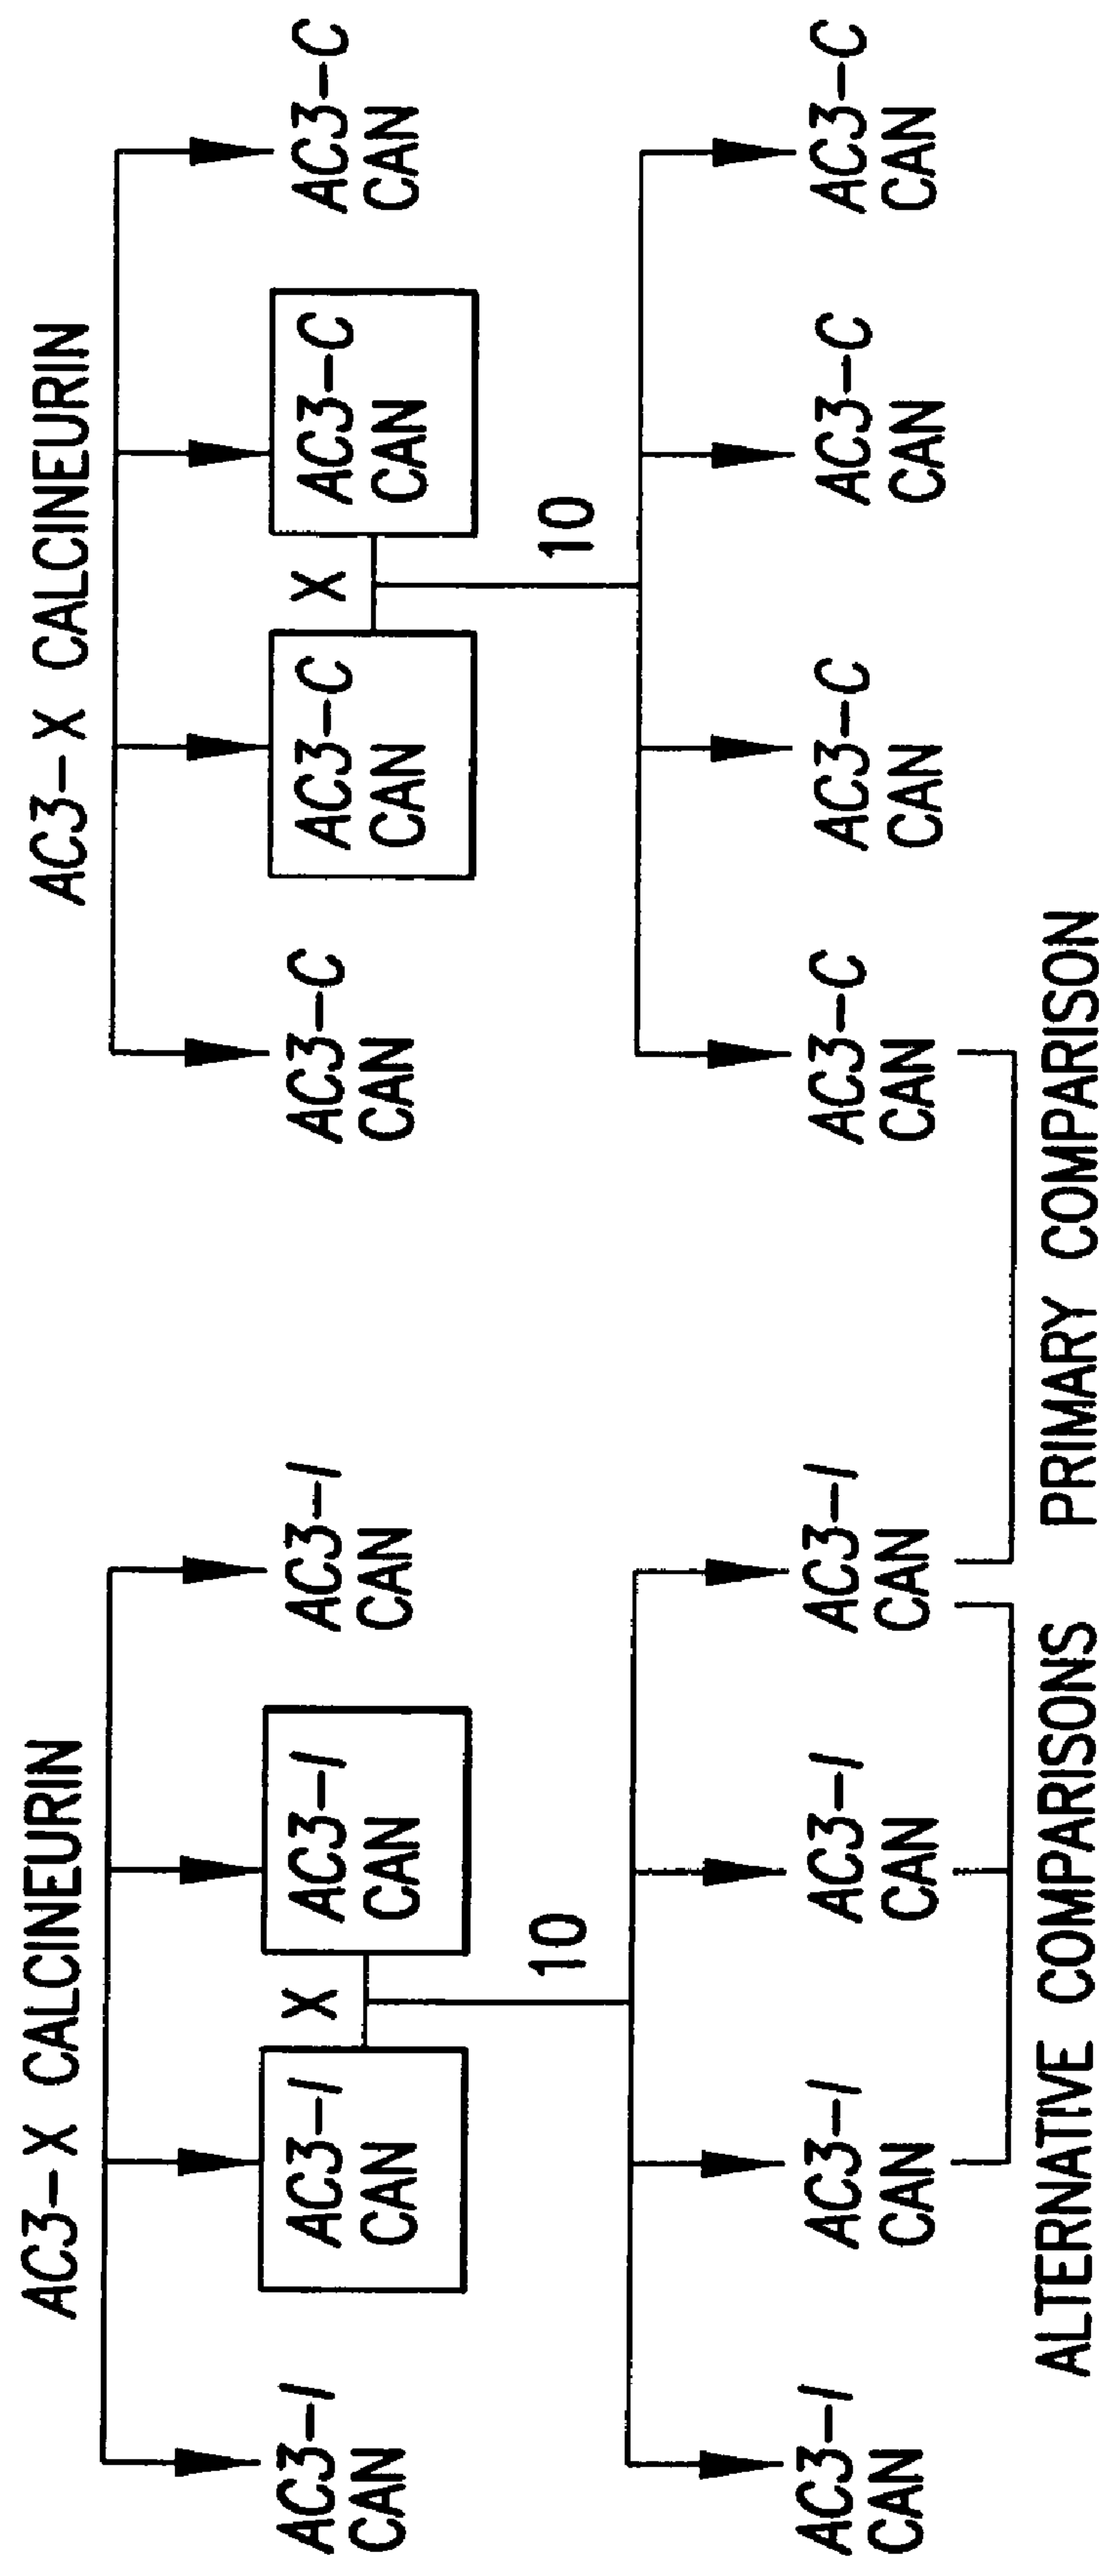 AC3- X CALCINEURIN
AC3-I
CAN
AC3-I
CAN
X
AC3-I
CAN
AC3-I
CAN
10
AC3-I
CAN
AC3-I
CAN
AC3-I
CAN
AC3-I
CAN
ALTERNATIVE COMPARISONS
AC3- X CALCINEURIN
AC3-C
CAN
AC3-C
CAN
X
AC3-C
CAN
AC3-C
CAN
10
AC3-C
CAN
AC3-C
CAN
AC3-C
CAN
AC3-C
CAN
PRIMARY COMPARISON